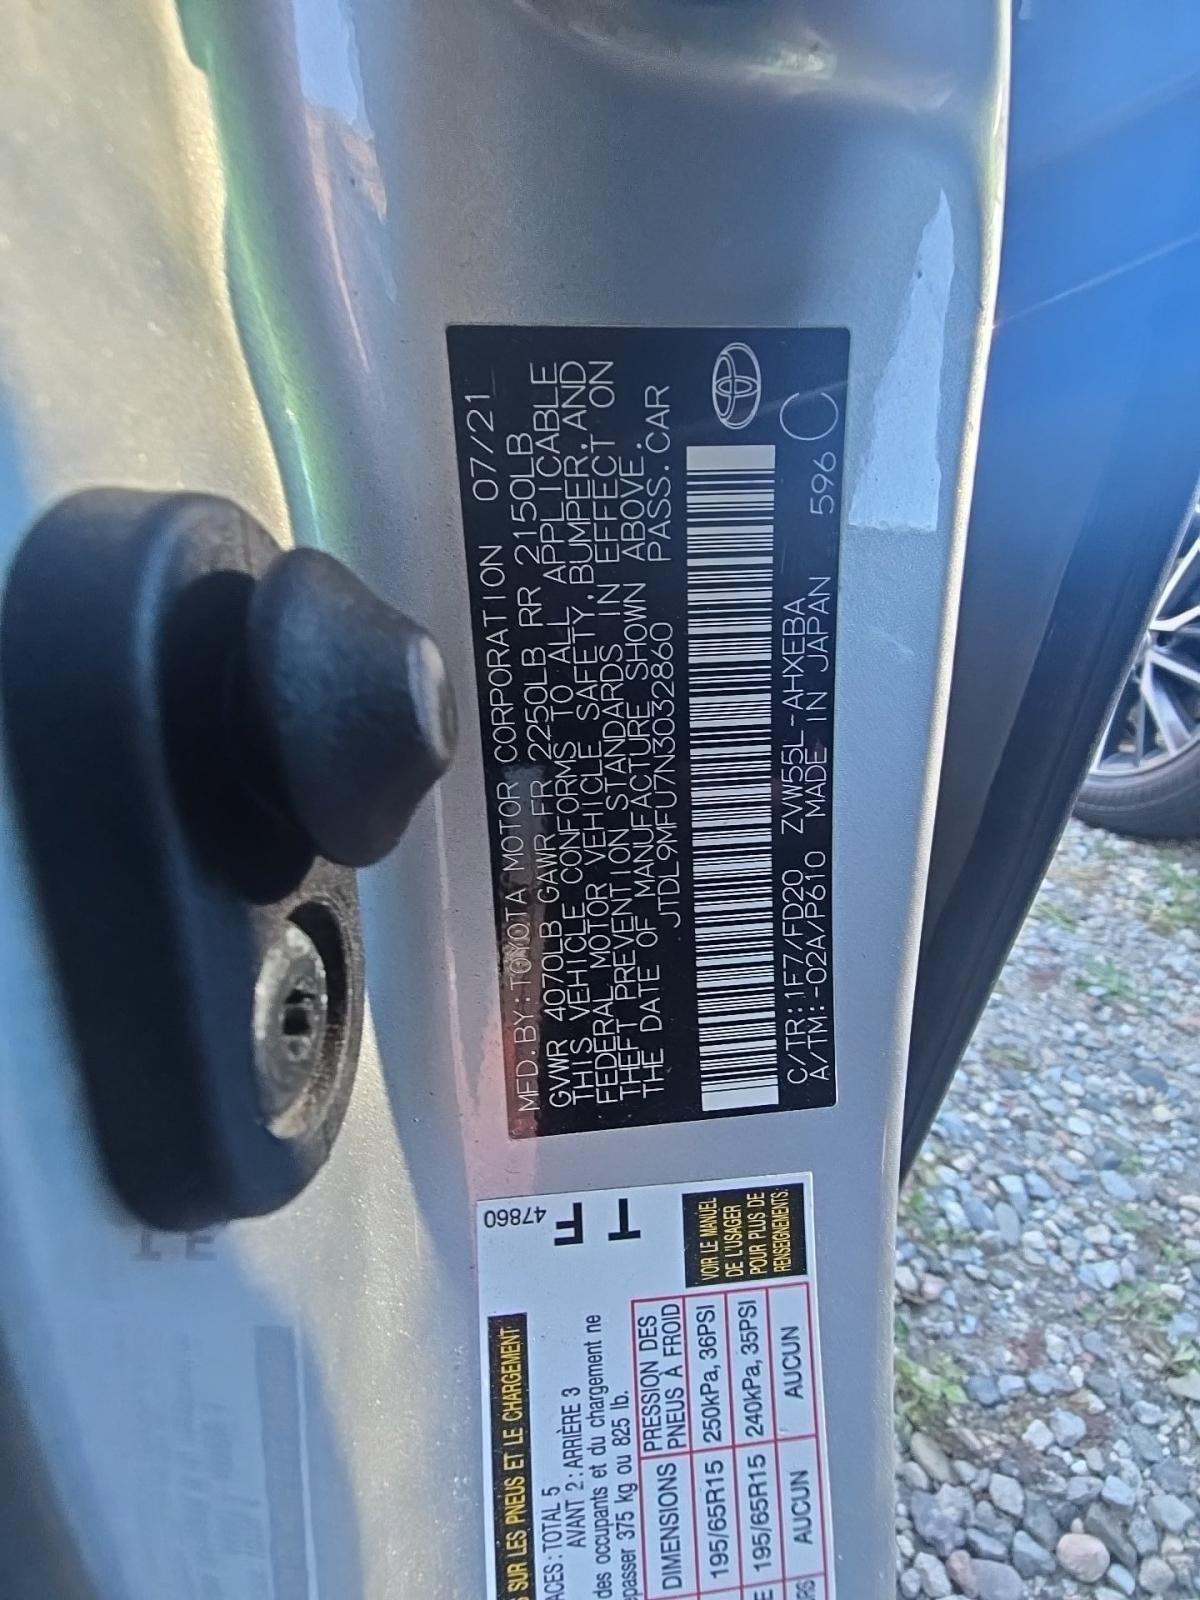 MFD.BY:TOYOTA MOTOR CORPORATION 07/21
GVWR 4070LB GAWR FR 2250LB RR 2150LB
THIS VEHICLE CONFORMS TO ALL APPLICABLE
FEDERAL MOTOR VEHICLE SAFETY,BUMPER,AND
THEFT PREVENTION STANDARDS IN EFFECT ON
THE DATE OF MANUFACTURE SHOWN ABOVE.
JTDL9MFU7N3032860 PASS.CAR
C/TR:1F7/FD20 ZVW55L-AHXEBA
A/TM:-02A/P610 MADE IN JAPAN 596 C
47860
SUR LES PNEUS ET LE CHARGEMENT
TOTAL 5
AVANT 2 : ARRIÈRE 3
des occupants et du chargement ne
375 kg ou 825 lb.
DIMENSIONS PRESSION DES PNEUS À FROID
195/65R15 250kPa, 36PSI
195/65R15 240kPa, 35PSI
AUCUN AUCUN
VOIR LE MANUEL
DE L'USAGER
POUR PLUS DE
RENSEIGNEMENTS.